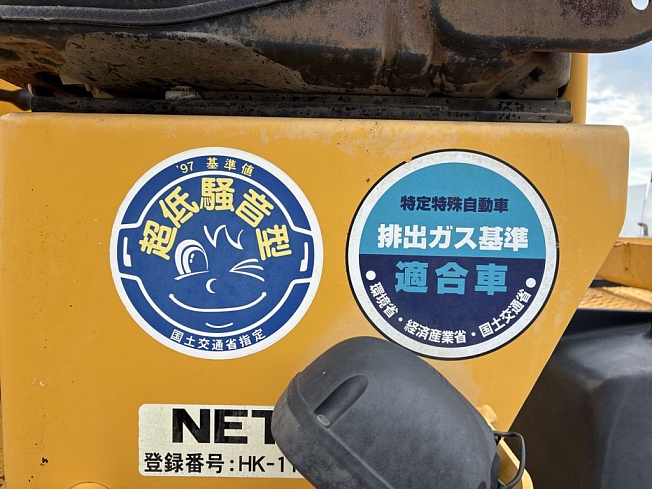 '97 基準値
超低騒音型
国土交通省指定
特定特殊自動車
排出ガス基準
適合車
環境省・経済産業省・国土交通省
NET
登録番号:HK-11